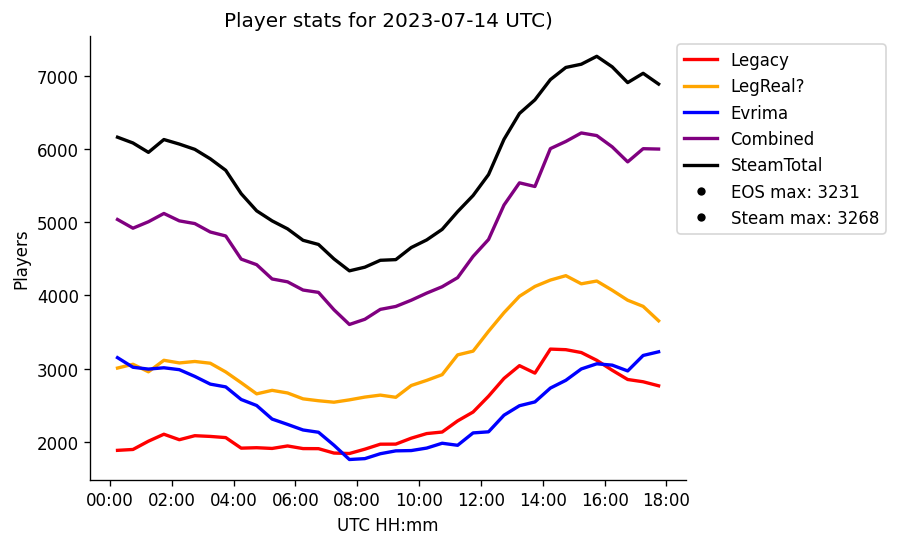 Player stats for 2023-07-14 UTC)
Legacy
LegReal?
Evrima
Combined
SteamTotal
EOS max: 3231
Steam max: 3268
Players
7000
6000
5000
4000
3000
2000
00:00 02:00 04:00 06:00 08:00 10:00 12:00 14:00 16:00 18:00
UTC HH:mm